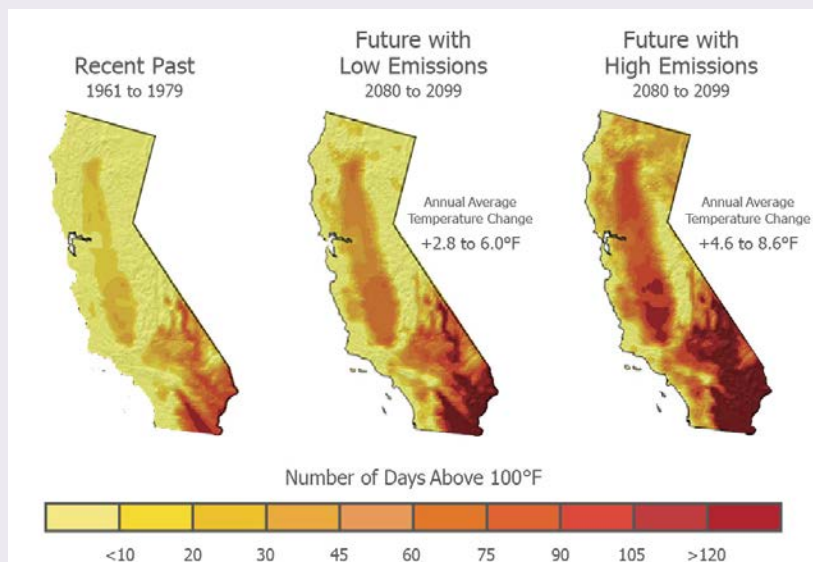 Recent Past
1961 to 1979
Future with
Low Emissions
2080 to 2099
Future with
High Emissions
2080 to 2099
Annual Average
Temperature Change
+2.8 to 6.0°F
Annual Average
Temperature Change
+4.6 to 8.6°F
Number of Days Above 100°F
<10 20 30 45 60 75 90 105 >120